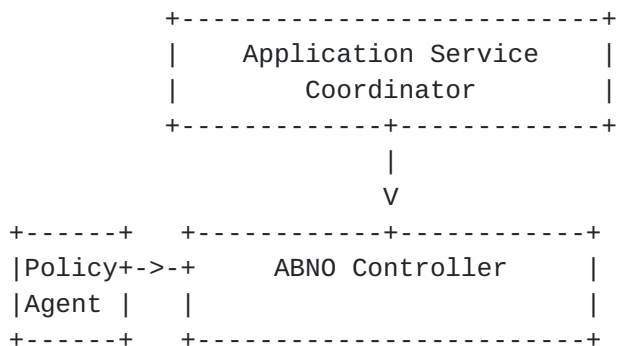 Application Service
Coordinator
Policy
ABNO Controller
Agent